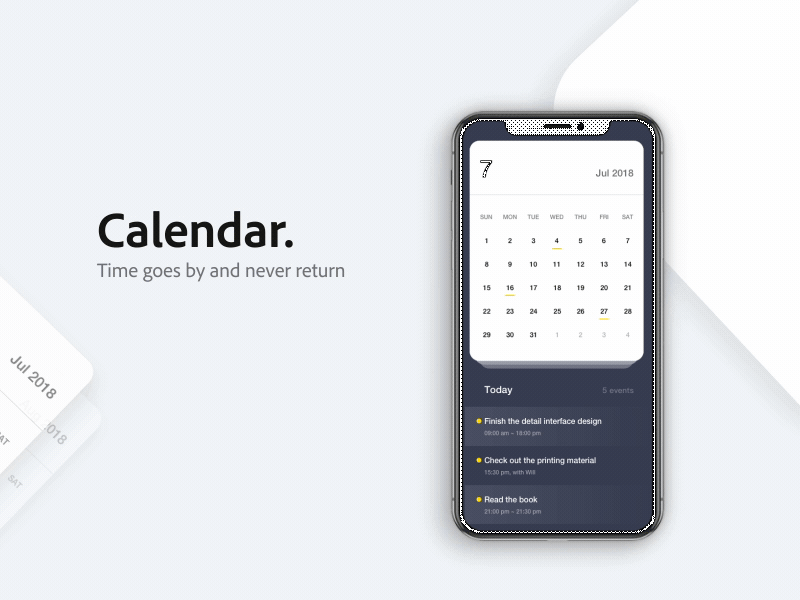 Calendar.
Time goes by and never return
Jul 2018
018
SAT
7
Jul 2018
SUN MON TUE WED THU FRI SAT
1 2 3 4 5 6 7
8 9 10 11 12 13 14
15 16 17 18 19 20 21
22 23 24 25 26 27 28
29 30 31 1 2 3 4
Today 5 events
Finish the detail interface design
09:00 am – 18:00 pm
Check out the printing material
15:30 pm, with Will
Read the book
21:00 pm – 21:30 pm